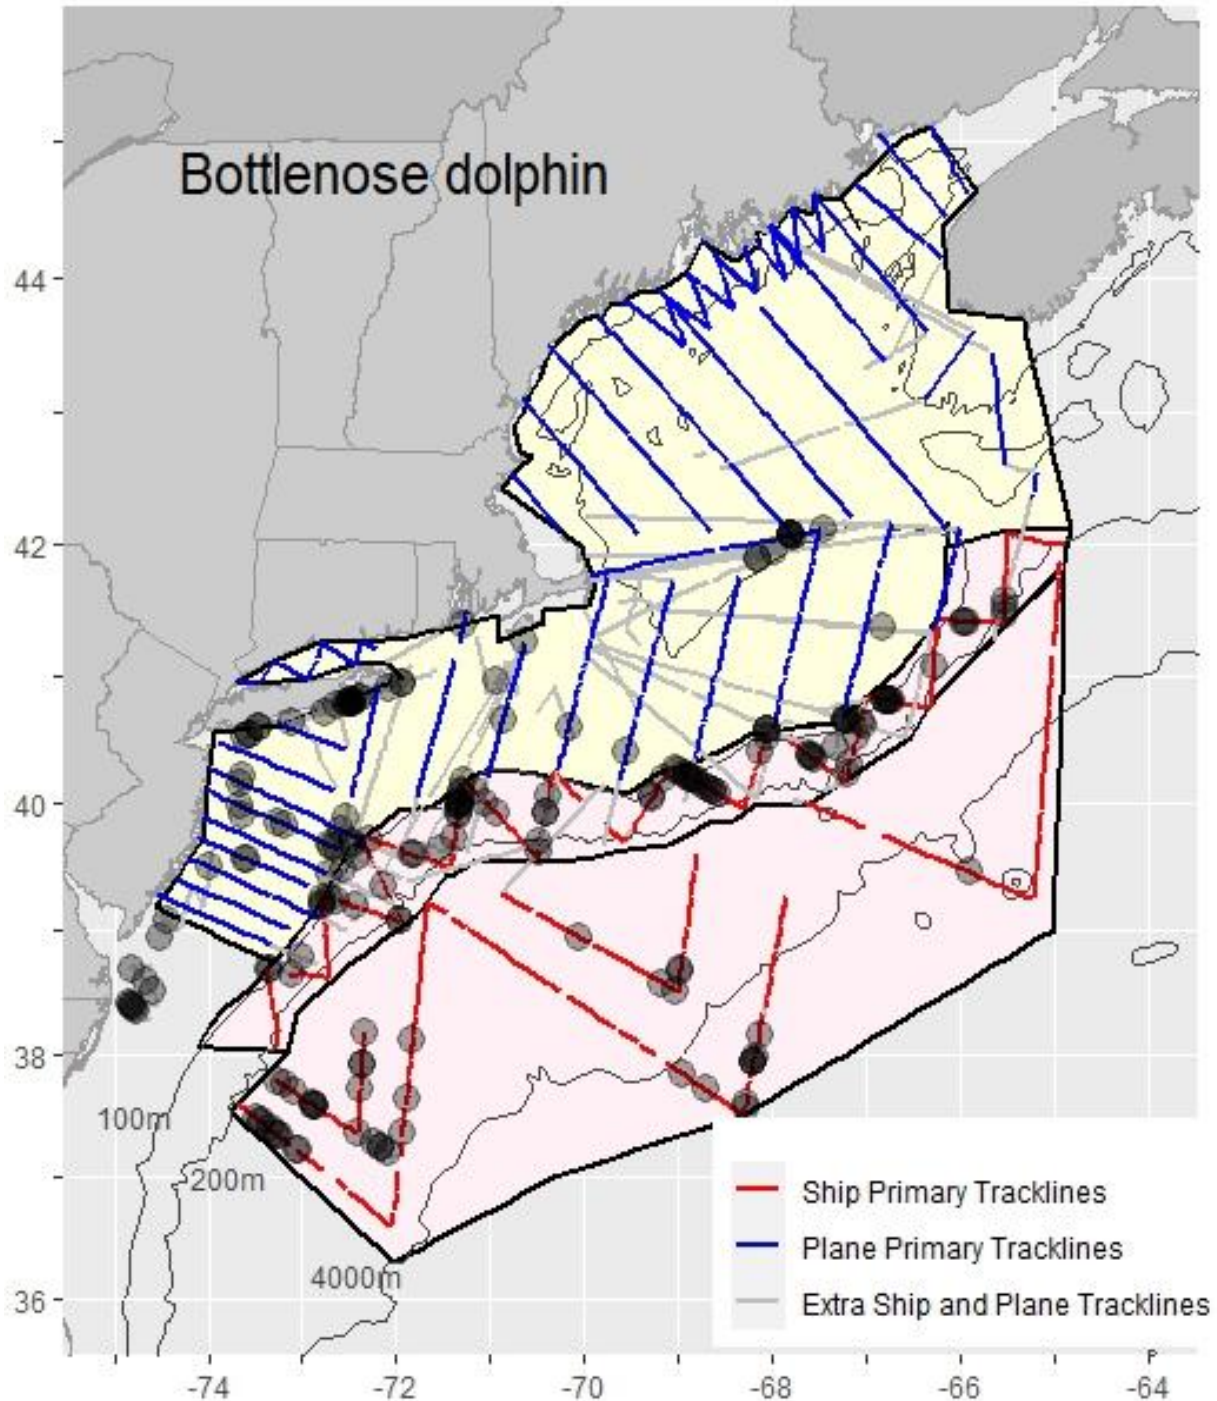 Bottlenose dolphin
44
42
40
38
36
100m
200m
4000m
Ship Primary Tracklines
Plane Primary Tracklines
Extra Ship and Plane Tracklines
-74 -72 -70 -68 -66 -64